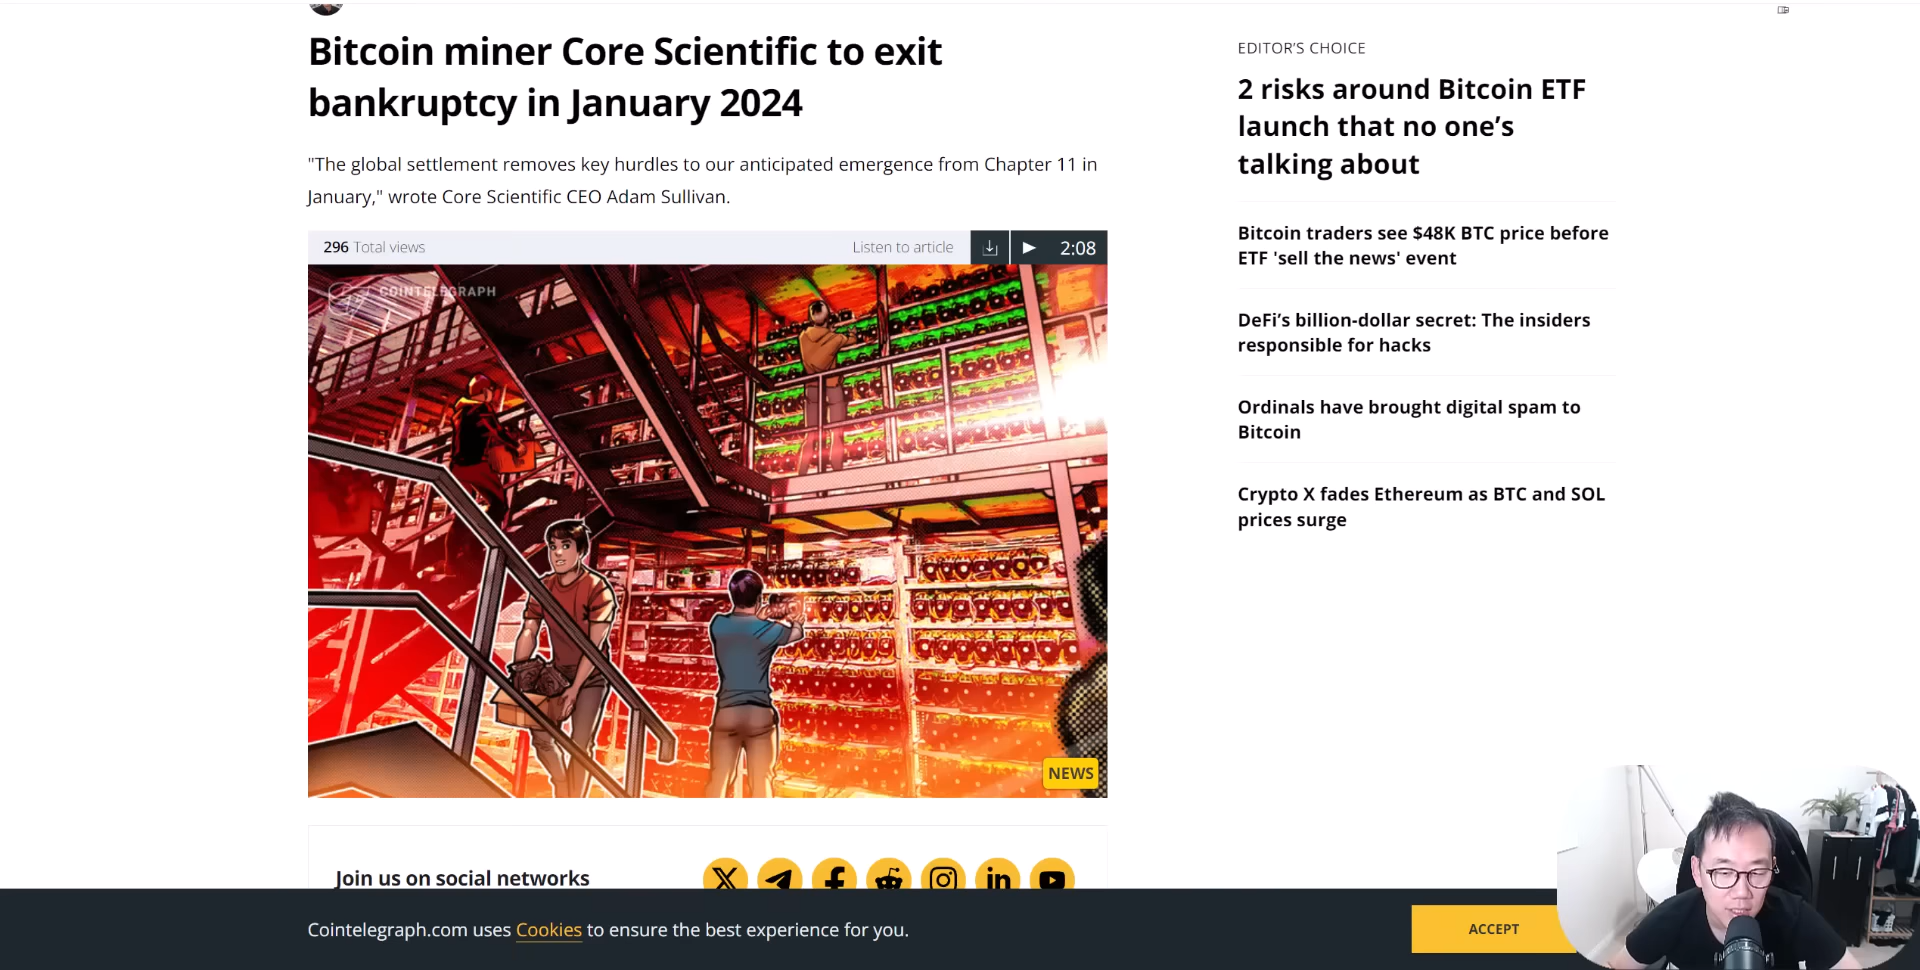 Bitcoin miner Core Scientific to exit
bankruptcy in January 2024
"The global settlement removes key hurdles to our anticipated emergence from Chapter 11 in
January," wrote Core Scientific CEO Adam Sullivan.
296 Total views
Listen to article
2:08
COINTELEGRAPH
NEWS
Join us on social networks
EDITOR’S CHOICE
2 risks around Bitcoin ETF
launch that no one’s
talking about
Bitcoin traders see $48K BTC price before
ETF 'sell the news' event
DeFi’s billion-dollar secret: The insiders
responsible for hacks
Ordinals have brought digital spam to
Bitcoin
Crypto X fades Ethereum as BTC and SOL
prices surge
Cointelegraph.com uses Cookies to ensure the best experience for you.
ACCEPT